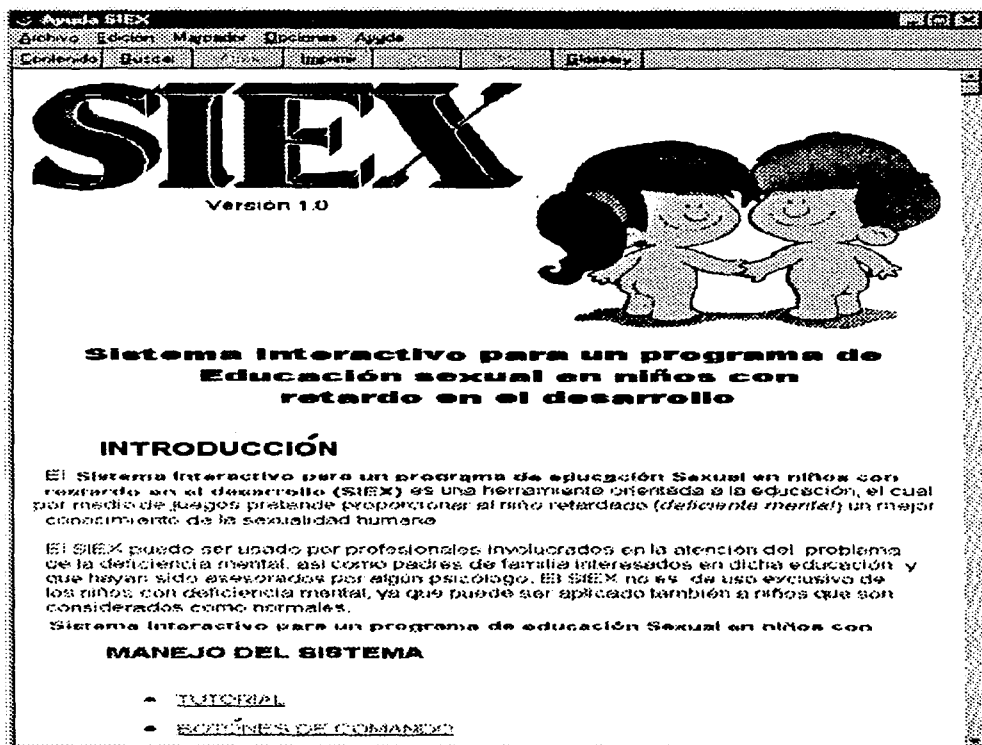 Ayuda SIEX
Archivo Edición Marcador Opciones Ayuda
Contenido Buscar Imprimir Glossary
SIEX
Versión 1.0
Sistema Interactivo para un programa de
Educación sexual en niños con
retardo en el desarrollo
INTRODUCCIÓN
El Sistema Interactivo para un programa de educación Sexual en niños con
retardo en el desarrollo (SIEX) es una herramienta orientada a la educación, el cual
por medio de juegos pretende proporcionar al niño retardado (deficiente mental) un mejor
conocimiento de la sexualidad humana
El SIEX puede ser usado por profesionales involucrados en la atención del problema
de la deficiencia mental, así como padres de familia interesados en dicha educación y
que hayan sido asesorados por algún psicólogo. El SIEX no es de uso exclusivo de
los niños con deficiencia mental, ya que puede ser aplicado también a niños que son
considerados como normales.
Sistema Interactivo para un programa de educación Sexual en niños con
MANEJO DEL SISTEMA
TUTORIAL
BOTÓNES DE COMANDO